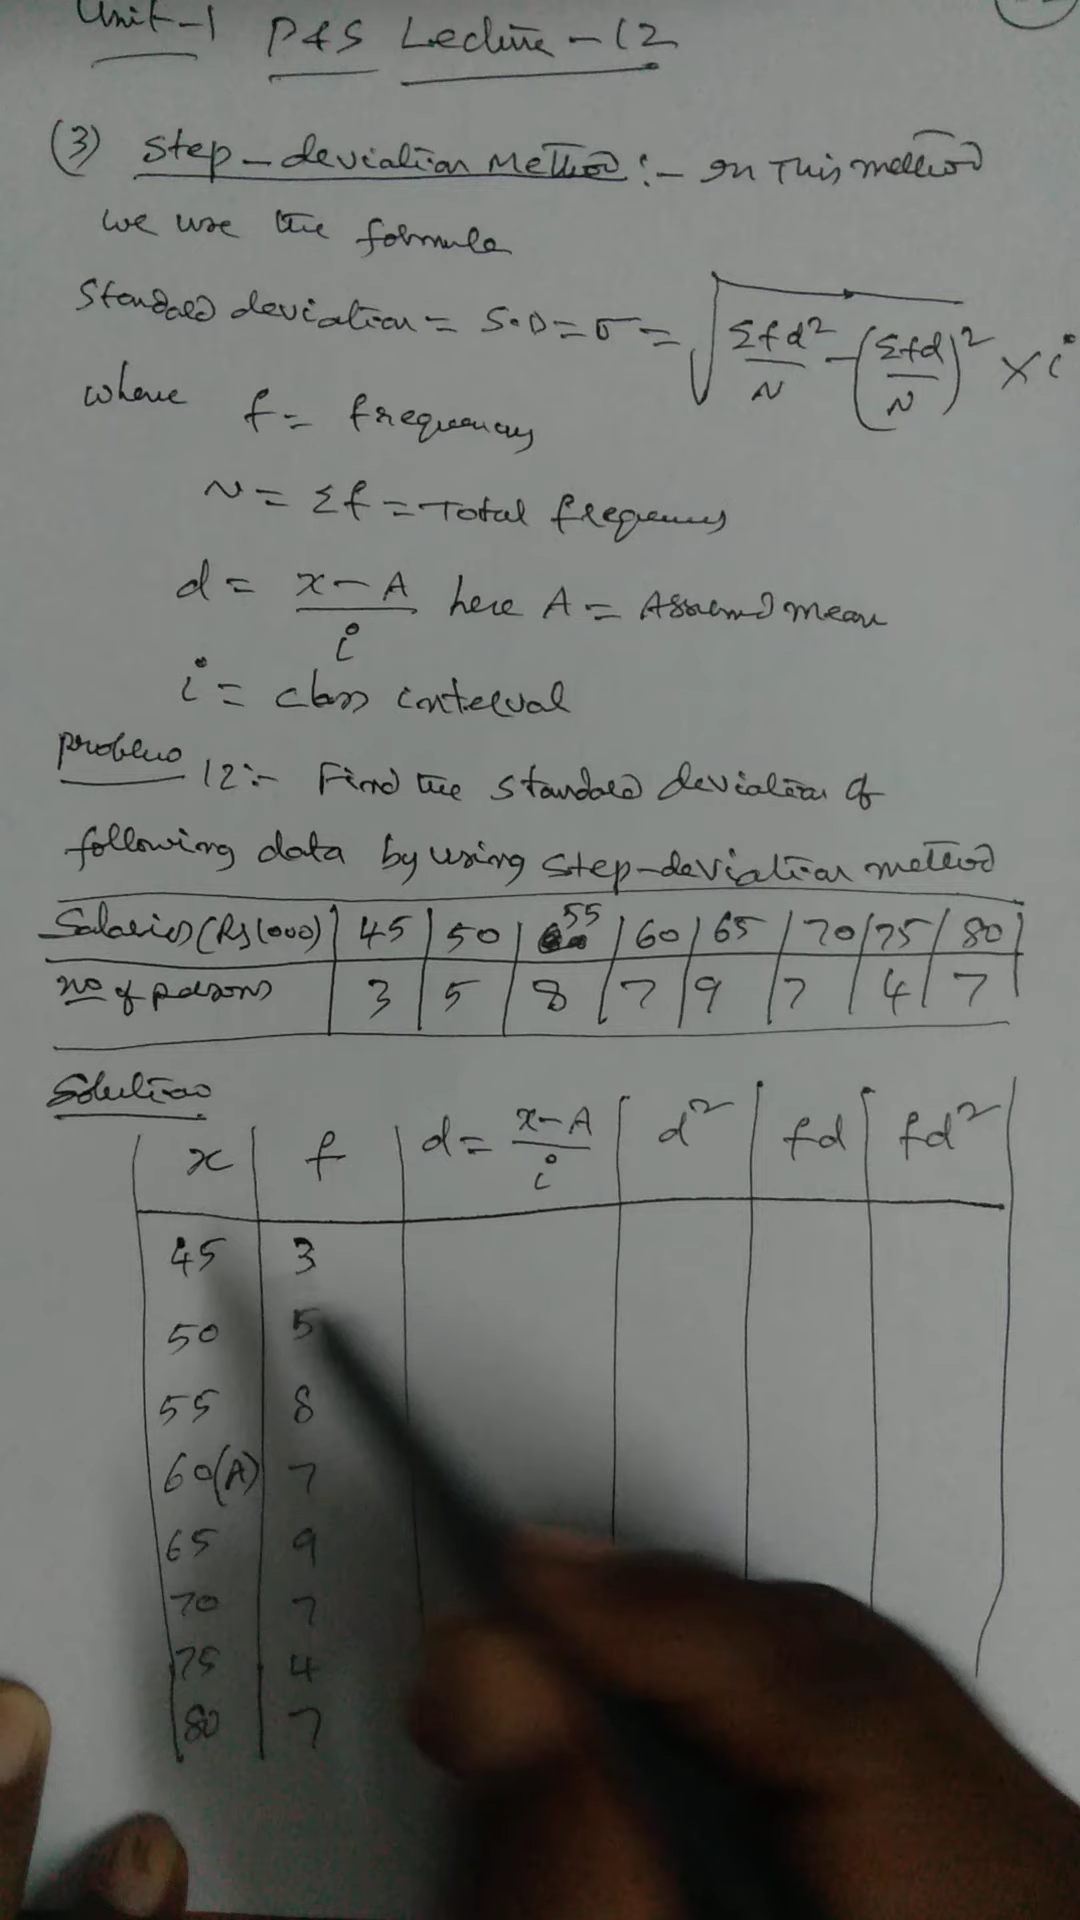 Unit-1 P&S Lecture-12
(3) Step-deviation Method:- In This method
we use the formula
Standard deviation = S.D = σ = √(Σfd²/N - (Σfd/N)²) × i
where f = frequency
N = Σf = Total frequency
d = (x-A)/i here A = Assumed mean
i = class interval
Problem 12:- Find the standard deviation of
following data by using step-deviation method
Salaries (Rs 1000) | 45 | 50 | 55 | 60 | 65 | 70 | 75 | 80
no of persons | 3 | 5 | 8 | 7 | 9 | 7 | 4 | 7
Solution
x | f | d = (x-A)/i | d² | fd | fd²
45 3
50 5
55 8
60(A) 7
65 9
70 7
75 4
80 7